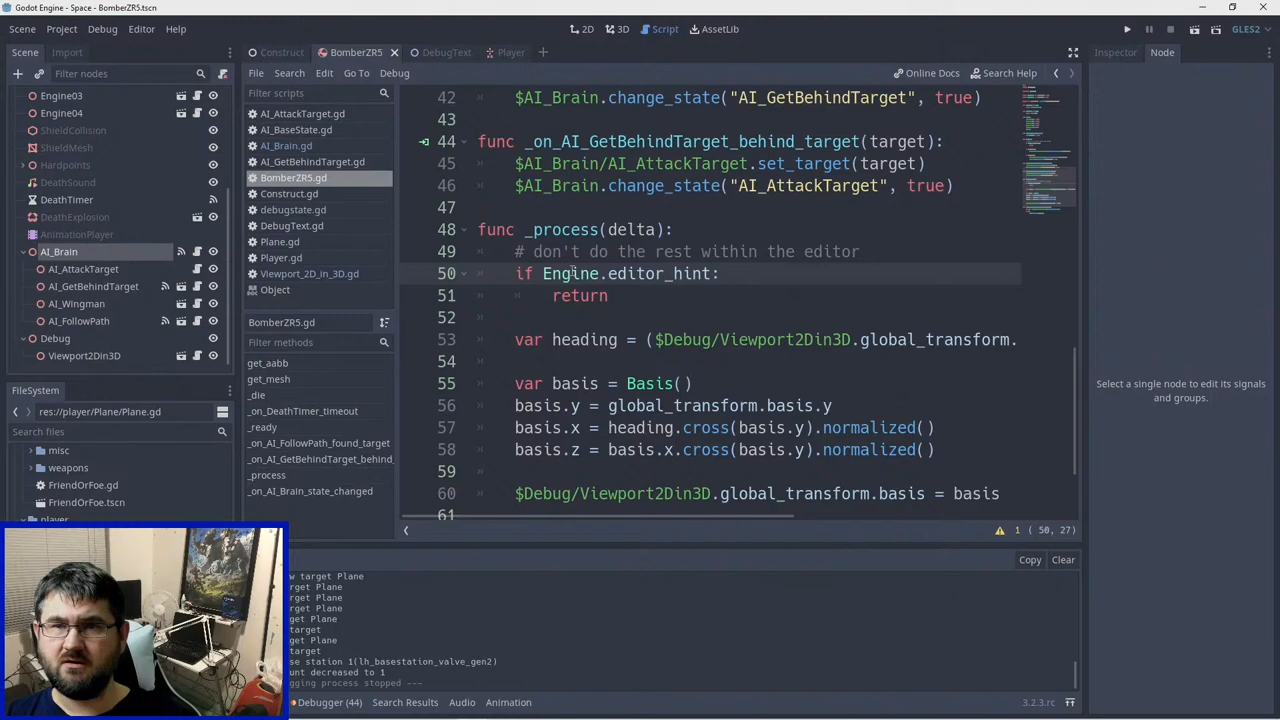 Godot Engine - Space - BomberZR5.tscn
Scene Project Debug Editor Help
2D 3D Script AssetLib
GLES2
Scene Import
Filter nodes
Engine03
Engine04
ShieldCollision
ShieldMesh
Hardpoints
DeathSound
DeathTimer
DeathExplosion
AnimationPlayer
AI_Brain
AI_AttackTarget
AI_GetBehindTarget
AI_Wingman
AI_FollowPath
Debug
Viewport2Din3D
FileSystem
res://player/Plane/Plane.gd
Search files
misc
weapons
FriendOrFoe.gd
FriendOrFoe.tscn
player
Construct BomberZR5 DebugText Player
File Search Edit Go To Debug
Online Docs Search Help
Filter scripts
AI_AttackTarget.gd
AI_BaseState.gd
AI_Brain.gd
AI_GetBehindTarget.gd
BomberZR5.gd
Construct.gd
debugstate.gd
DebugText.gd
Plane.gd
Player.gd
Viewport_2D_in_3D.gd
Object
BomberZR5.gd
Filter methods
get_aabb
get_mesh
_die
_on_DeathTimer_timeout
_ready
_on_AI_FollowPath_found_target
_on_AI_GetBehindTarget_behind_
_process
_on_AI_Brain_state_changed
42 $AI_Brain.change_state("AI_GetBehindTarget", true)
43
44 func _on_AI_GetBehindTarget_behind_target(target):
45 $AI_Brain/AI_AttackTarget.set_target(target)
46 $AI_Brain.change_state("AI_AttackTarget", true)
47
48 func _process(delta):
49 # don't do the rest within the editor
50 if Engine.editor_hint:
51 return
52
53 var heading = ($Debug/Viewport2Din3D.global_transform.
54
55 var basis = Basis()
56 basis.y = global_transform.basis.y
57 basis.x = heading.cross(basis.y).normalized()
58 basis.z = basis.x.cross(basis.y).normalized()
59
60 $Debug/Viewport2Din3D.global_transform.basis = basis
61
1 ( 50, 27)
Copy Clear
w target Plane
rget Plane
rget Plane
rget Plane
target
rget Plane
target
se station 1(lh_basestation_valve_gen2)
unt decreased to 1
gging process stopped ---
Debugger (44) Search Results Audio Animation
3.2.3.rc
Inspector Node
Select a single node to edit its signals
and groups.